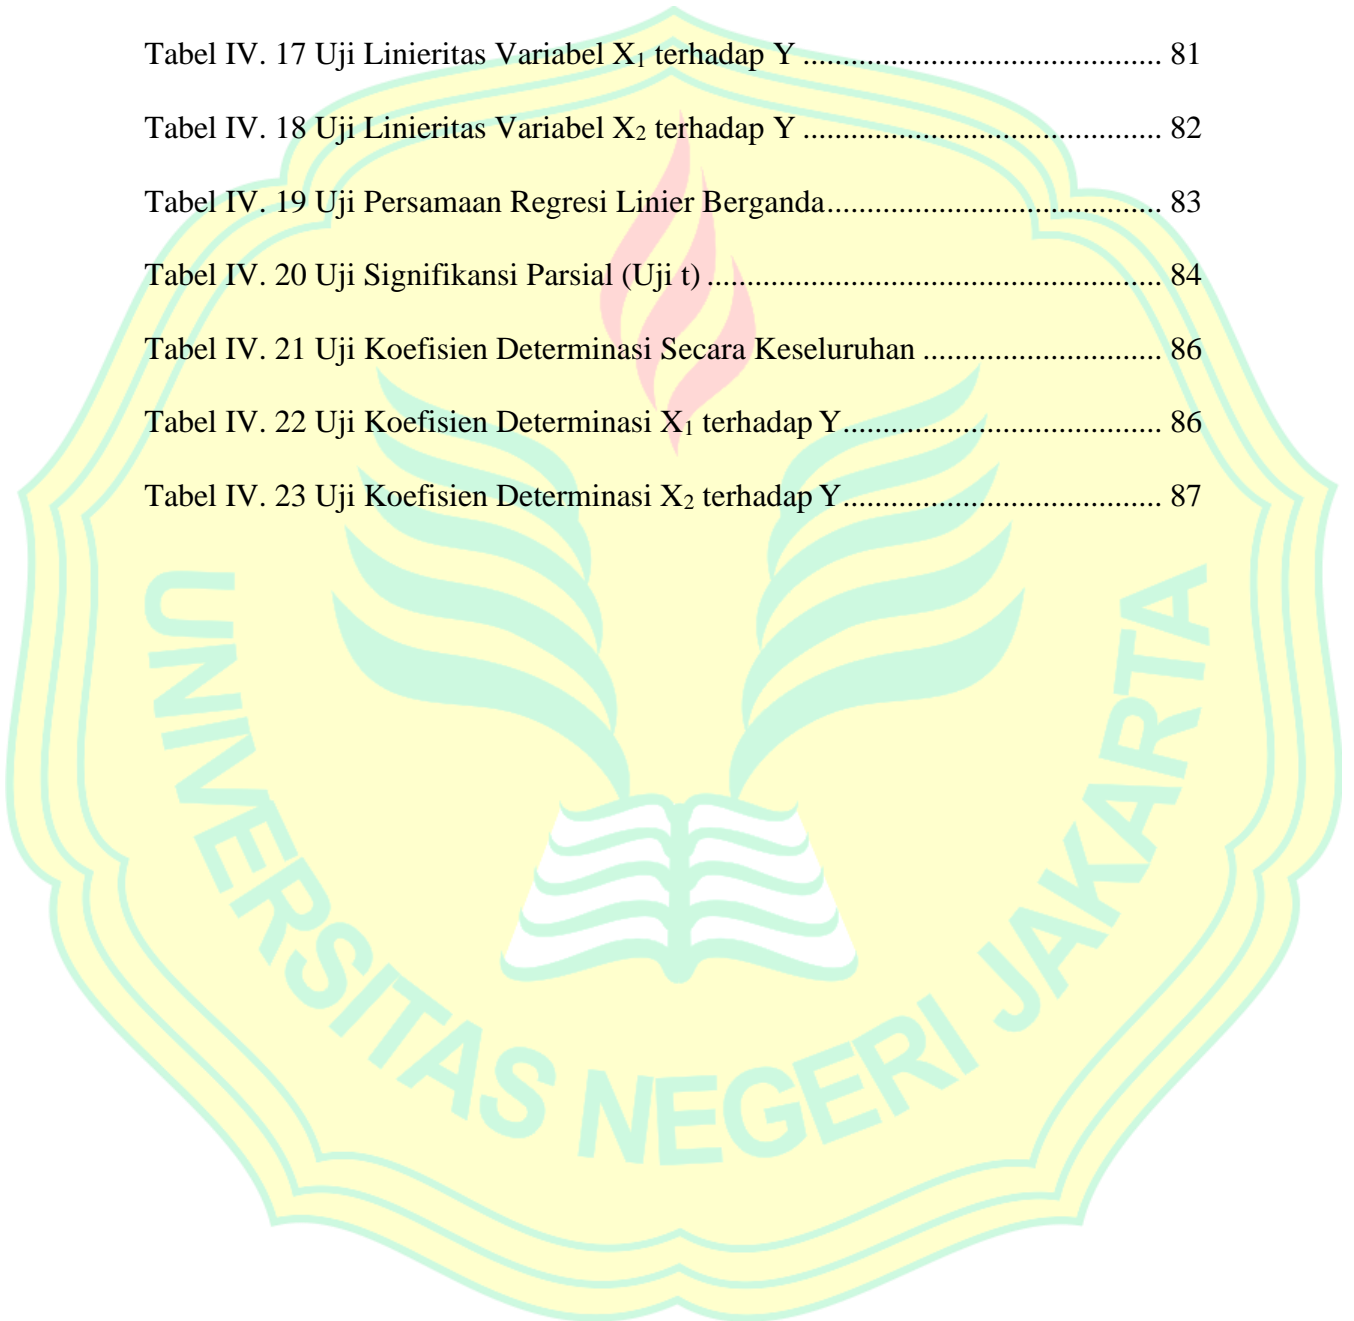 Tabel IV. 17 Uji Linieritas Variabel X₁ terhadap Y ............................................ 81
Tabel IV. 18 Uji Linieritas Variabel X₂ terhadap Y ............................................ 82
Tabel IV. 19 Uji Persamaan Regresi Linier Berganda......................................... 83
Tabel IV. 20 Uji Signifikansi Parsial (Uji t) ........................................................ 84
Tabel IV. 21 Uji Koefisien Determinasi Secara Keseluruhan ............................. 86
Tabel IV. 22 Uji Koefisien Determinasi X₁ terhadap Y....................................... 86
Tabel IV. 23 Uji Koefisien Determinasi X₂ terhadap Y....................................... 87
UNIVERSITAS NEGERI JAKARTA